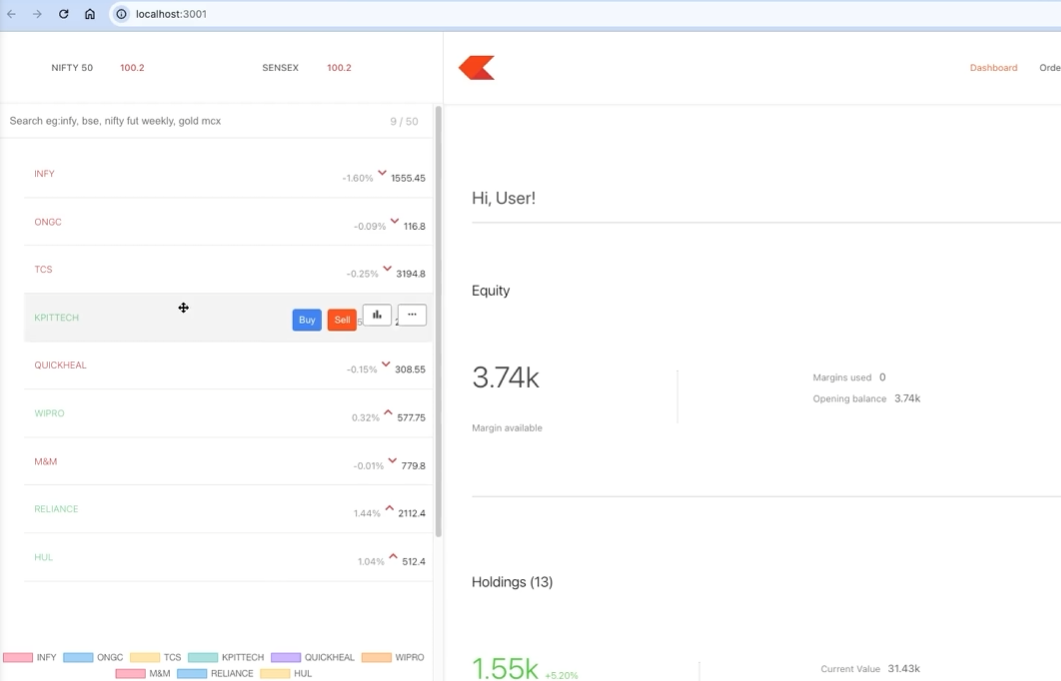 localhost:3001
NIFTY 50 100.2 SENSEX 100.2
Dashboard
Search eg:infy, bse, nifty fut weekly, gold mcx 9 / 50
INFY -1.60% 1555.45
Hi, User!
ONGC -0.09% 116.8
TCS -0.25% 3194.8
Equity
KPITTECH Buy Sell ...
QUICKHEAL -0.15% 308.55
3.74k
Margins used 0
Opening balance 3.74k
WIPRO 0.32% 577.75
Margin available
M&M -0.01% 779.8
RELIANCE 1.44% 2112.4
HUL 1.04% 512.4
Holdings (13)
INFY ONGC TCS KPITTECH QUICKHEAL WIPRO
M&M RELIANCE HUL
1.55k +5.20%
Current Value 31.43k